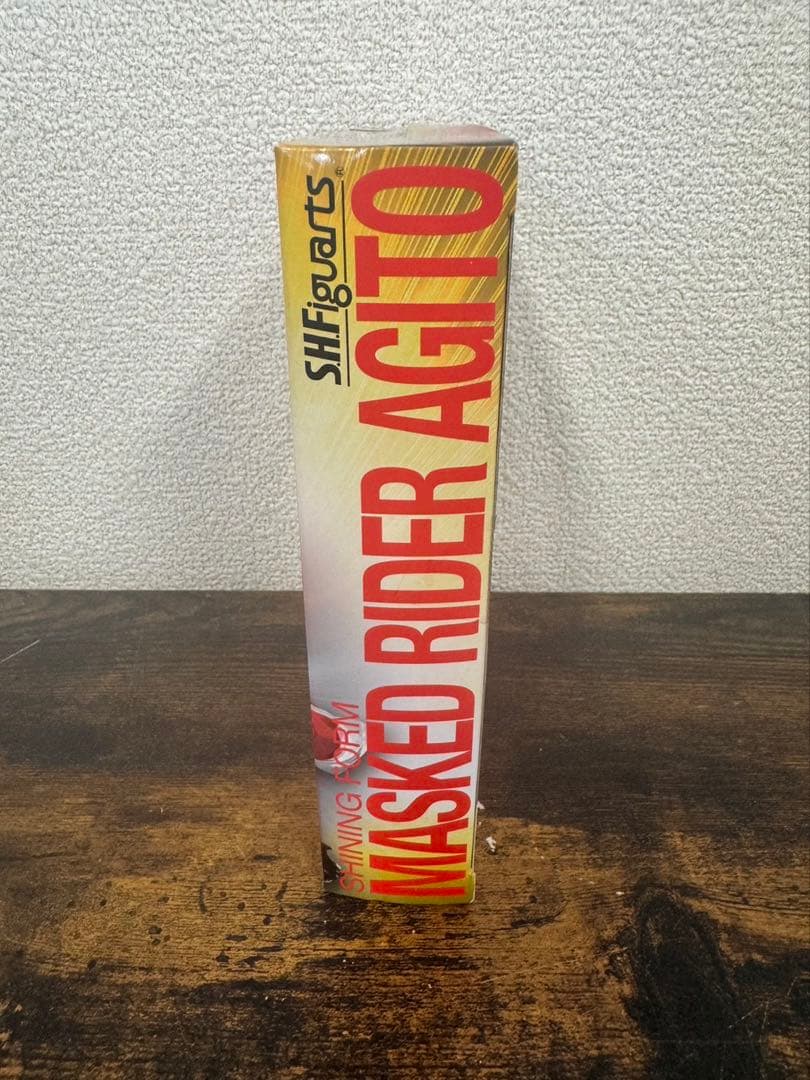 S.H.Figuarts®
SHINING FORM
MASKED RIDER AGITO